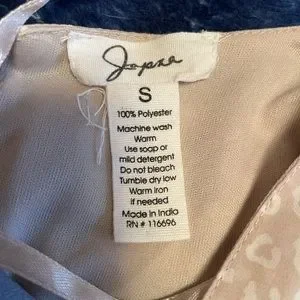 Joyna
S
100% Polyester
Machine wash
Warm
Use soap or
mild detergent
Do not bleach
Tumble dry low
Warm iron
if needed
Made in India
RN # 116696